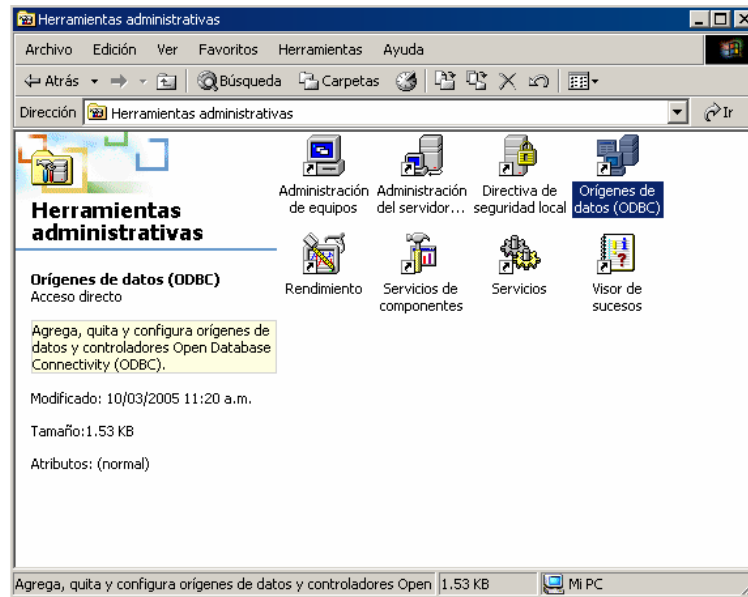 Herramientas administrativas
Archivo Edición Ver Favoritos Herramientas Ayuda
Atrás Búsqueda Carpetas
Dirección Herramientas administrativas Ir
Herramientas
administrativas
Orígenes de datos (ODBC)
Acceso directo
Agrega, quita y configura orígenes de
datos y controladores Open Database
Connectivity (ODBC).
Modificado: 10/03/2005 11:20 a.m.
Tamaño:1.53 KB
Atributos: (normal)
Administración
de equipos
Administración
del servidor...
Directiva de
seguridad local
Orígenes de
datos (ODBC)
Rendimiento
Servicios de
componentes
Servicios
Visor de
sucesos
Agrega, quita y configura orígenes de datos y controladores Open 1.53 KB Mi PC